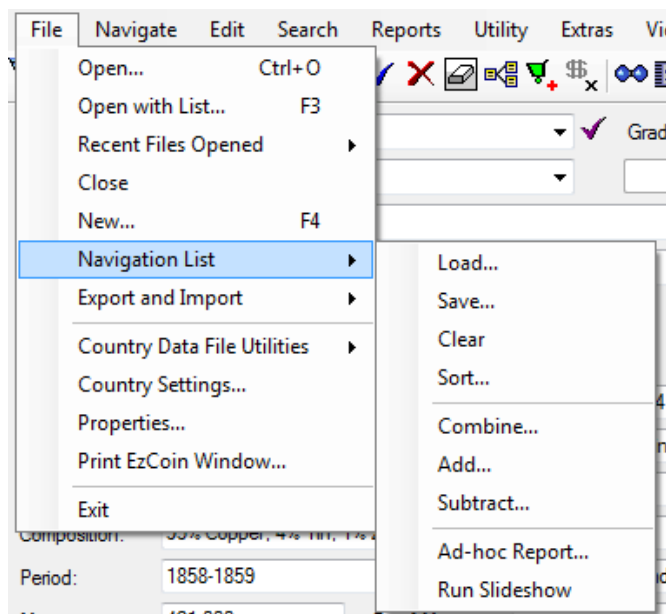 File Navigate Edit Search Reports Utility Extras
Open... Ctrl+O
Open with List... F3
Recent Files Opened
Close
New... F4
Navigation List
Export and Import
Country Data File Utilities
Country Settings...
Properties...
Print EzCoin Window...
Exit
Load...
Save...
Clear
Sort...
Combine...
Add...
Subtract...
Ad-hoc Report...
Run Slideshow
Grad
Composition:
Period: 1858-1859